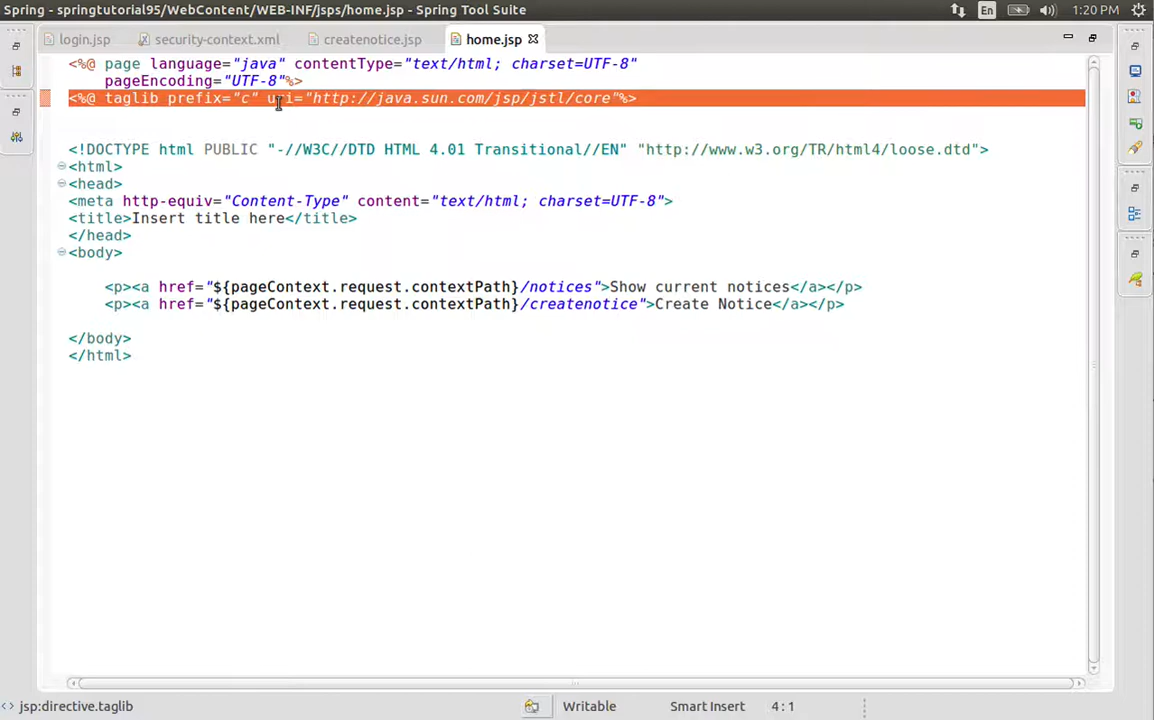 Spring - springtutorial95/WebContent/WEB-INF/jsps/home.jsp - Spring Tool Suite
En
1:20 PM
login.jsp
security-context.xml
createnotice.jsp
home.jsp
<%@ page language="java" contentType="text/html; charset=UTF-8"
pageEncoding="UTF-8"%>
<%@ taglib prefix="c" uri="http://java.sun.com/jsp/jstl/core"%>
<!DOCTYPE html PUBLIC "-//W3C//DTD HTML 4.01 Transitional//EN" "http://www.w3.org/TR/html4/loose.dtd">
<html>
<head>
<meta http-equiv="Content-Type" content="text/html; charset=UTF-8">
<title>Insert title here</title>
</head>
<body>
<p><a href="${pageContext.request.contextPath}/notices">Show current notices</a></p>
<p><a href="${pageContext.request.contextPath}/createnotice">Create Notice</a></p>
</body>
</html>
jsp:directive.taglib
Writable
Smart Insert
4:1